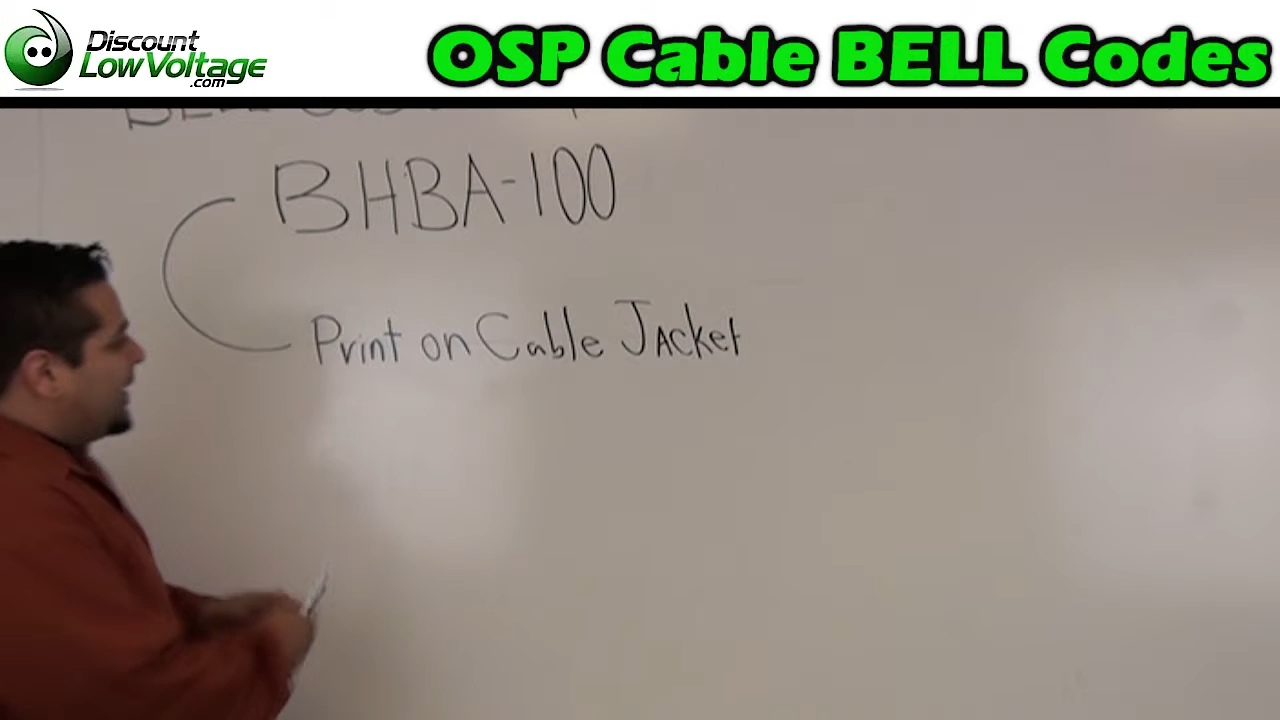 Discount
LowVoltage
.com
OSP Cable BELL Codes
BHBA-100
Print on Cable Jacket